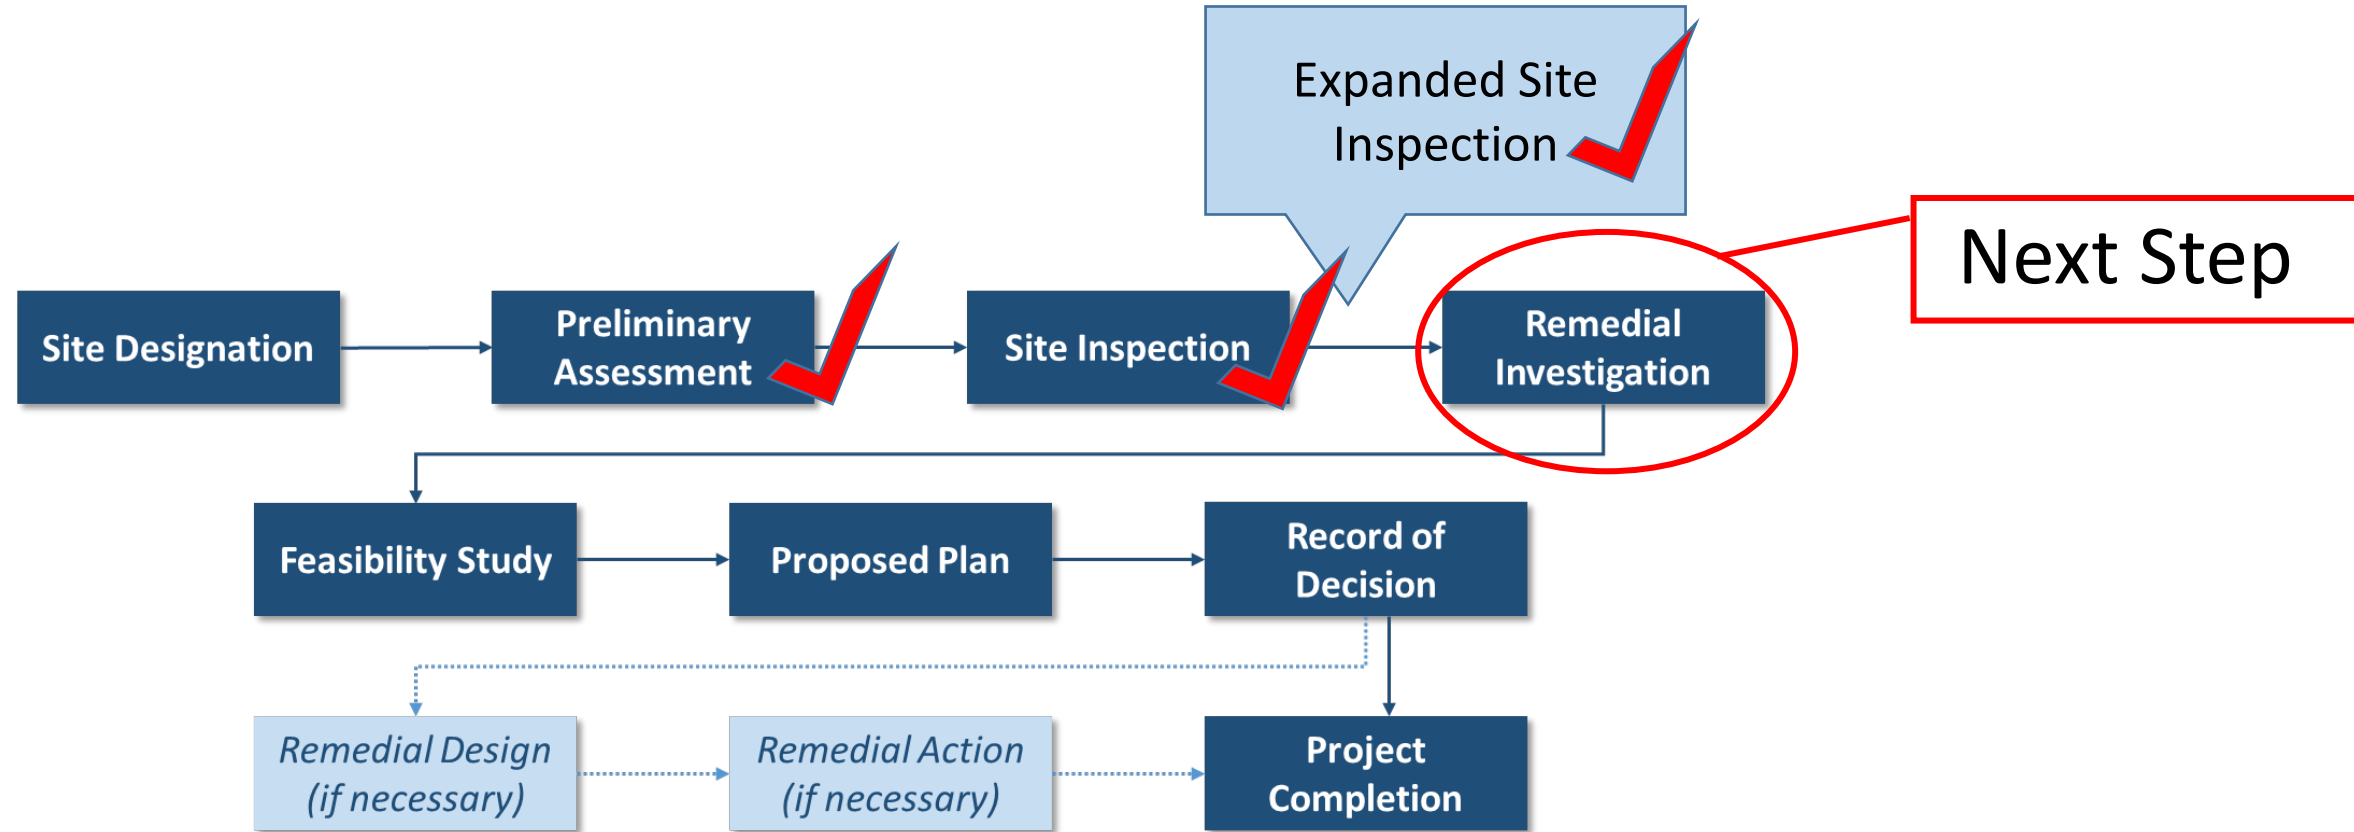 Expanded Site
Inspection
Next Step
Site Designation
Preliminary
Assessment
Site Inspection
Remedial
Investigation
Feasibility Study
Proposed Plan
Record of
Decision
Remedial Design
(if necessary)
Remedial Action
(if necessary)
Project
Completion